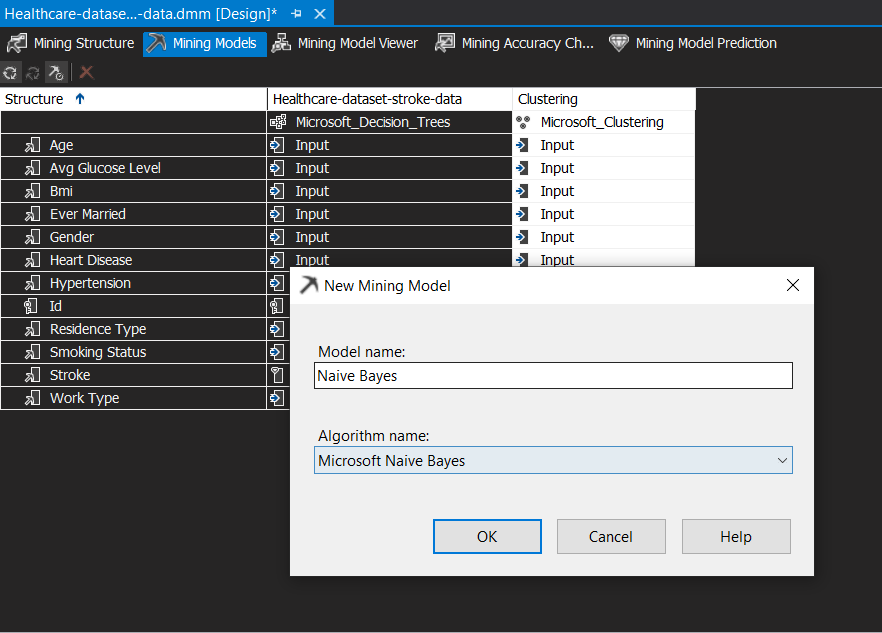 Healthcare-datase...-data.dmm [Design]*
Mining Structure Mining Models Mining Model Viewer Mining Accuracy Ch... Mining Model Prediction
Structure Healthcare-dataset-stroke-data Clustering
Microsoft_Decision_Trees Microsoft_Clustering
Age Input Input
Avg Glucose Level Input Input
Bmi Input Input
Ever Married Input Input
Gender Input Input
Heart Disease Input Input
Hypertension
Id
Residence Type
Smoking Status
Stroke
Work Type
New Mining Model
Model name:
Naive Bayes
Algorithm name:
Microsoft Naive Bayes
OK Cancel Help